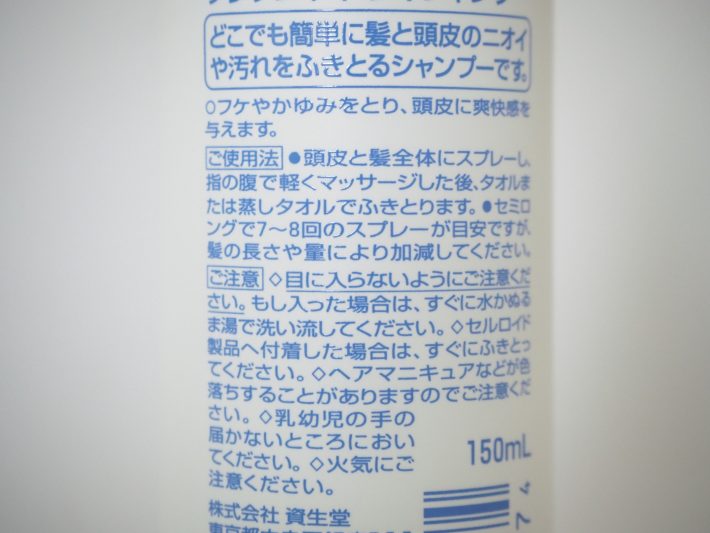 どこでも簡単に髪と頭皮のニオイ
や汚れをふきとるシャンプーです。
○フケやかゆみをとり、頭皮に爽快感を
与えます。
ご使用法 ●頭皮と髪全体にスプレーし、
指の腹で軽くマッサージした後、タオルま
たは蒸しタオルでふきとります。●セミロ
ングで7〜8回のスプレーが目安ですが、
髪の長さや量により加減してください。
ご注意 ◇目に入らないようにご注意くだ
さい。もし入った場合は、すぐに水かぬる
ま湯で洗い流してください。◇セルロイド
製品へ付着した場合は、すぐにふきとっ
てください。◇ヘアマニキュアなどが色
落ちすることがありますのでご注意くだ
さい。◇乳幼児の手の
届かないところにおい
てください。◇火気にご
注意ください。
150mL
株式会社 資生堂